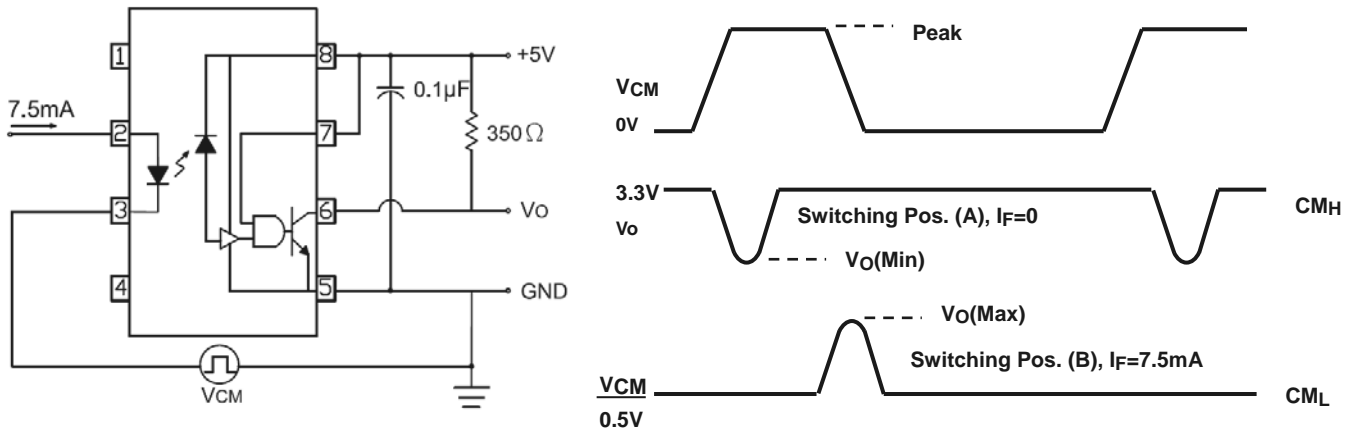 1
2
3
4
8
7
6
5
7.5mA
+5V
0.1µF
350Ω
Vo
GND
VCM
Peak
VCM
0V
3.3V
Vo
Switching Pos. (A), IF=0
CMH
VO(Min)
VO(Max)
Switching Pos. (B), IF=7.5mA
VCM
0.5V
CML